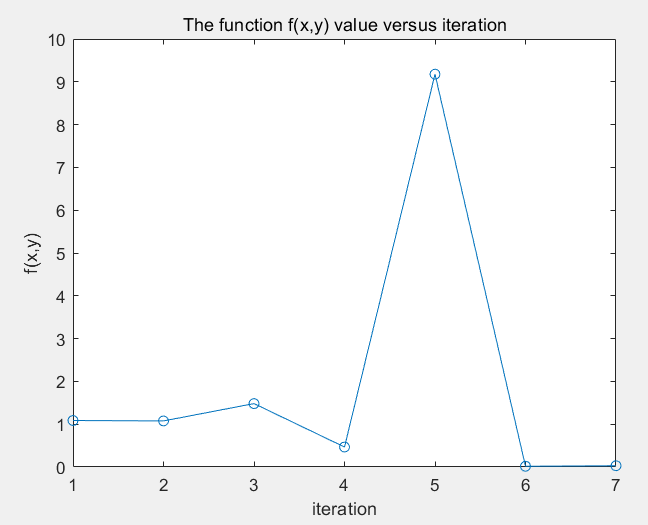 The function f(x,y) value versus iteration
10
9
8
7
6
5
4
3
2
1
0
f(x,y)
1 2 3 4 5 6 7
iteration